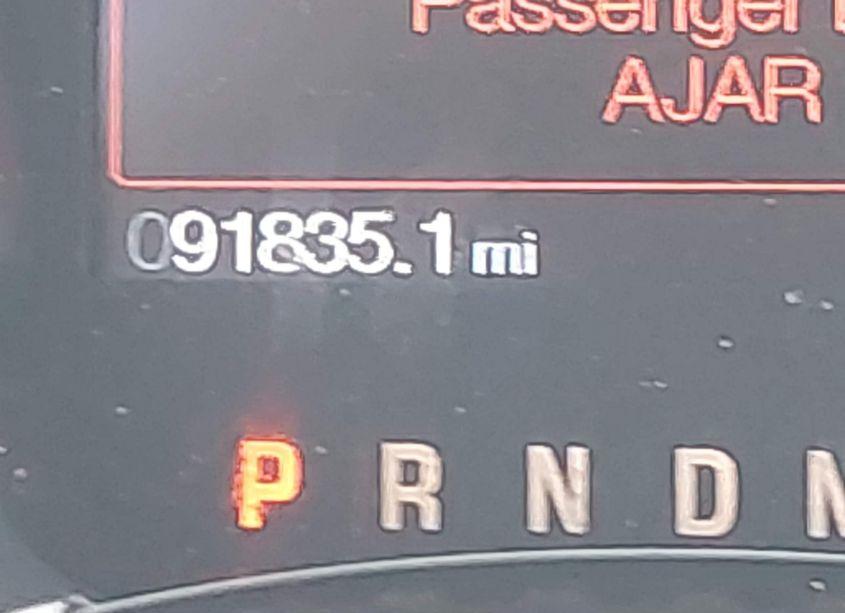 Passenger
AJAR
091835.1 mi
P R N D